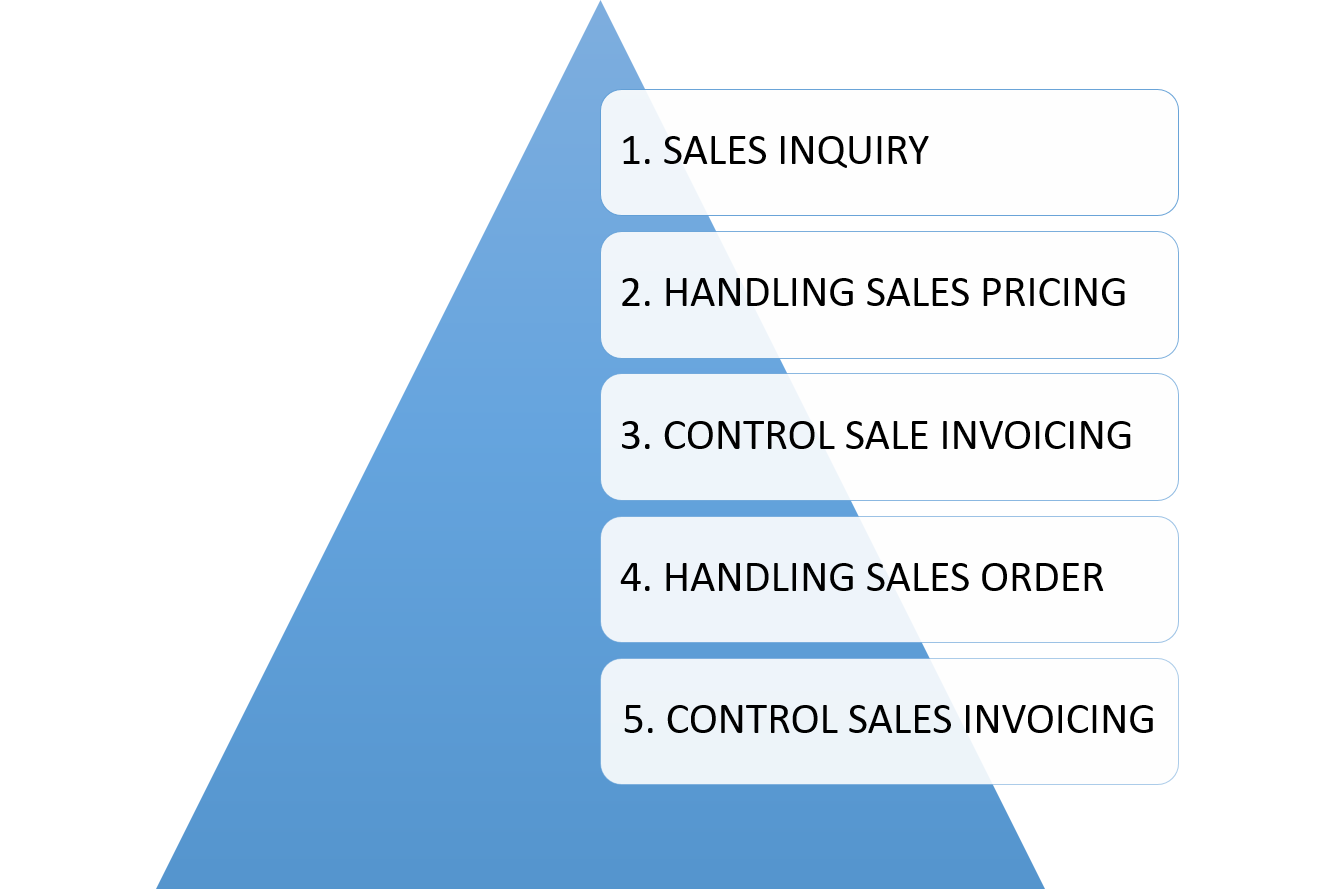 1. SALES INQUIRY
2. HANDLING SALES PRICING
3. CONTROL SALE INVOICING
4. HANDLING SALES ORDER
5. CONTROL SALES INVOICING